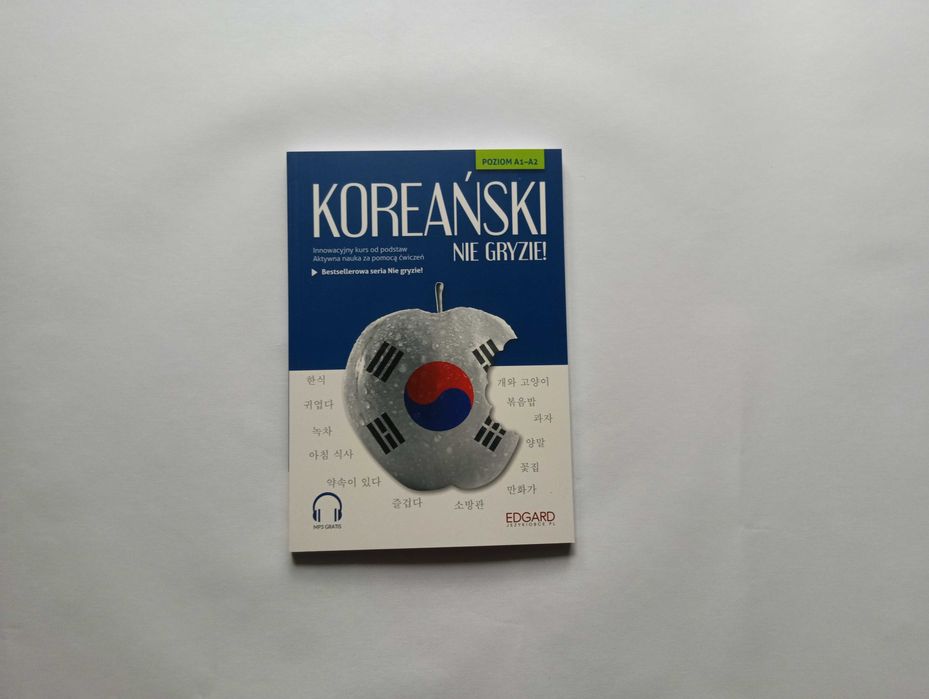 POZIOM A1–A2
KOREAŃSKI
NIE GRYZIE!
Innowacyjny kurs od podstaw
Aktywna nauka za pomocą ćwiczeń
Bestsellerowa seria Nie gryzie!
한식
개와 고양이
귀엽다
볶음밥
과자
녹차
양말
아침 식사
꽃집
약속이 있다
만화가
즐겁다
소방관
MP3 GRATIS
EDGARD
JEZYKIOBCE.PL